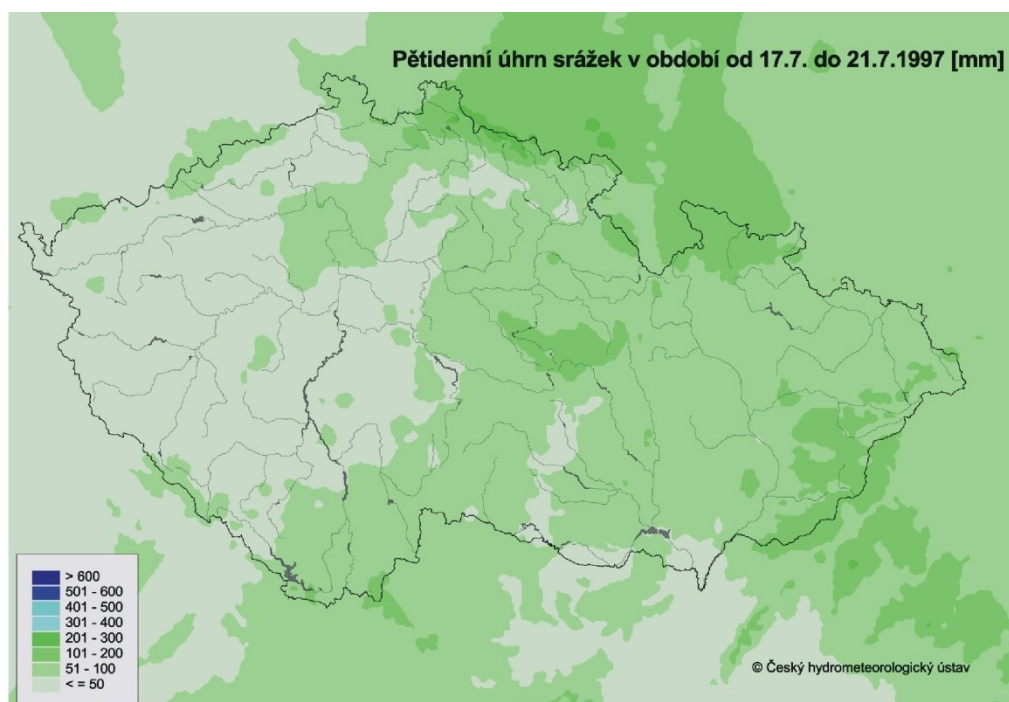 Pětidenní úhrn srážek v období od 17.7. do 21.7.1997 [mm]
> 600
501 - 600
401 - 500
301 - 400
201 - 300
101 - 200
51 - 100
< = 50
© Český hydrometeorologický ústav